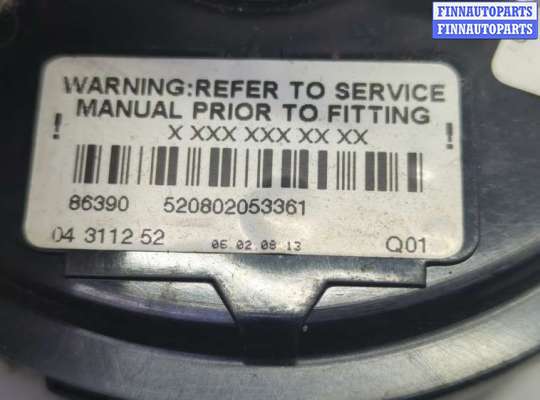 FINNAUTOPARTS
FINNAUTOPARTS
WARNING:REFER TO SERVICE
MANUAL PRIOR TO FITTING
! X XXX XXX XX XX !
86390 520802053361
04 3112 52 06 02 08 13 Q01